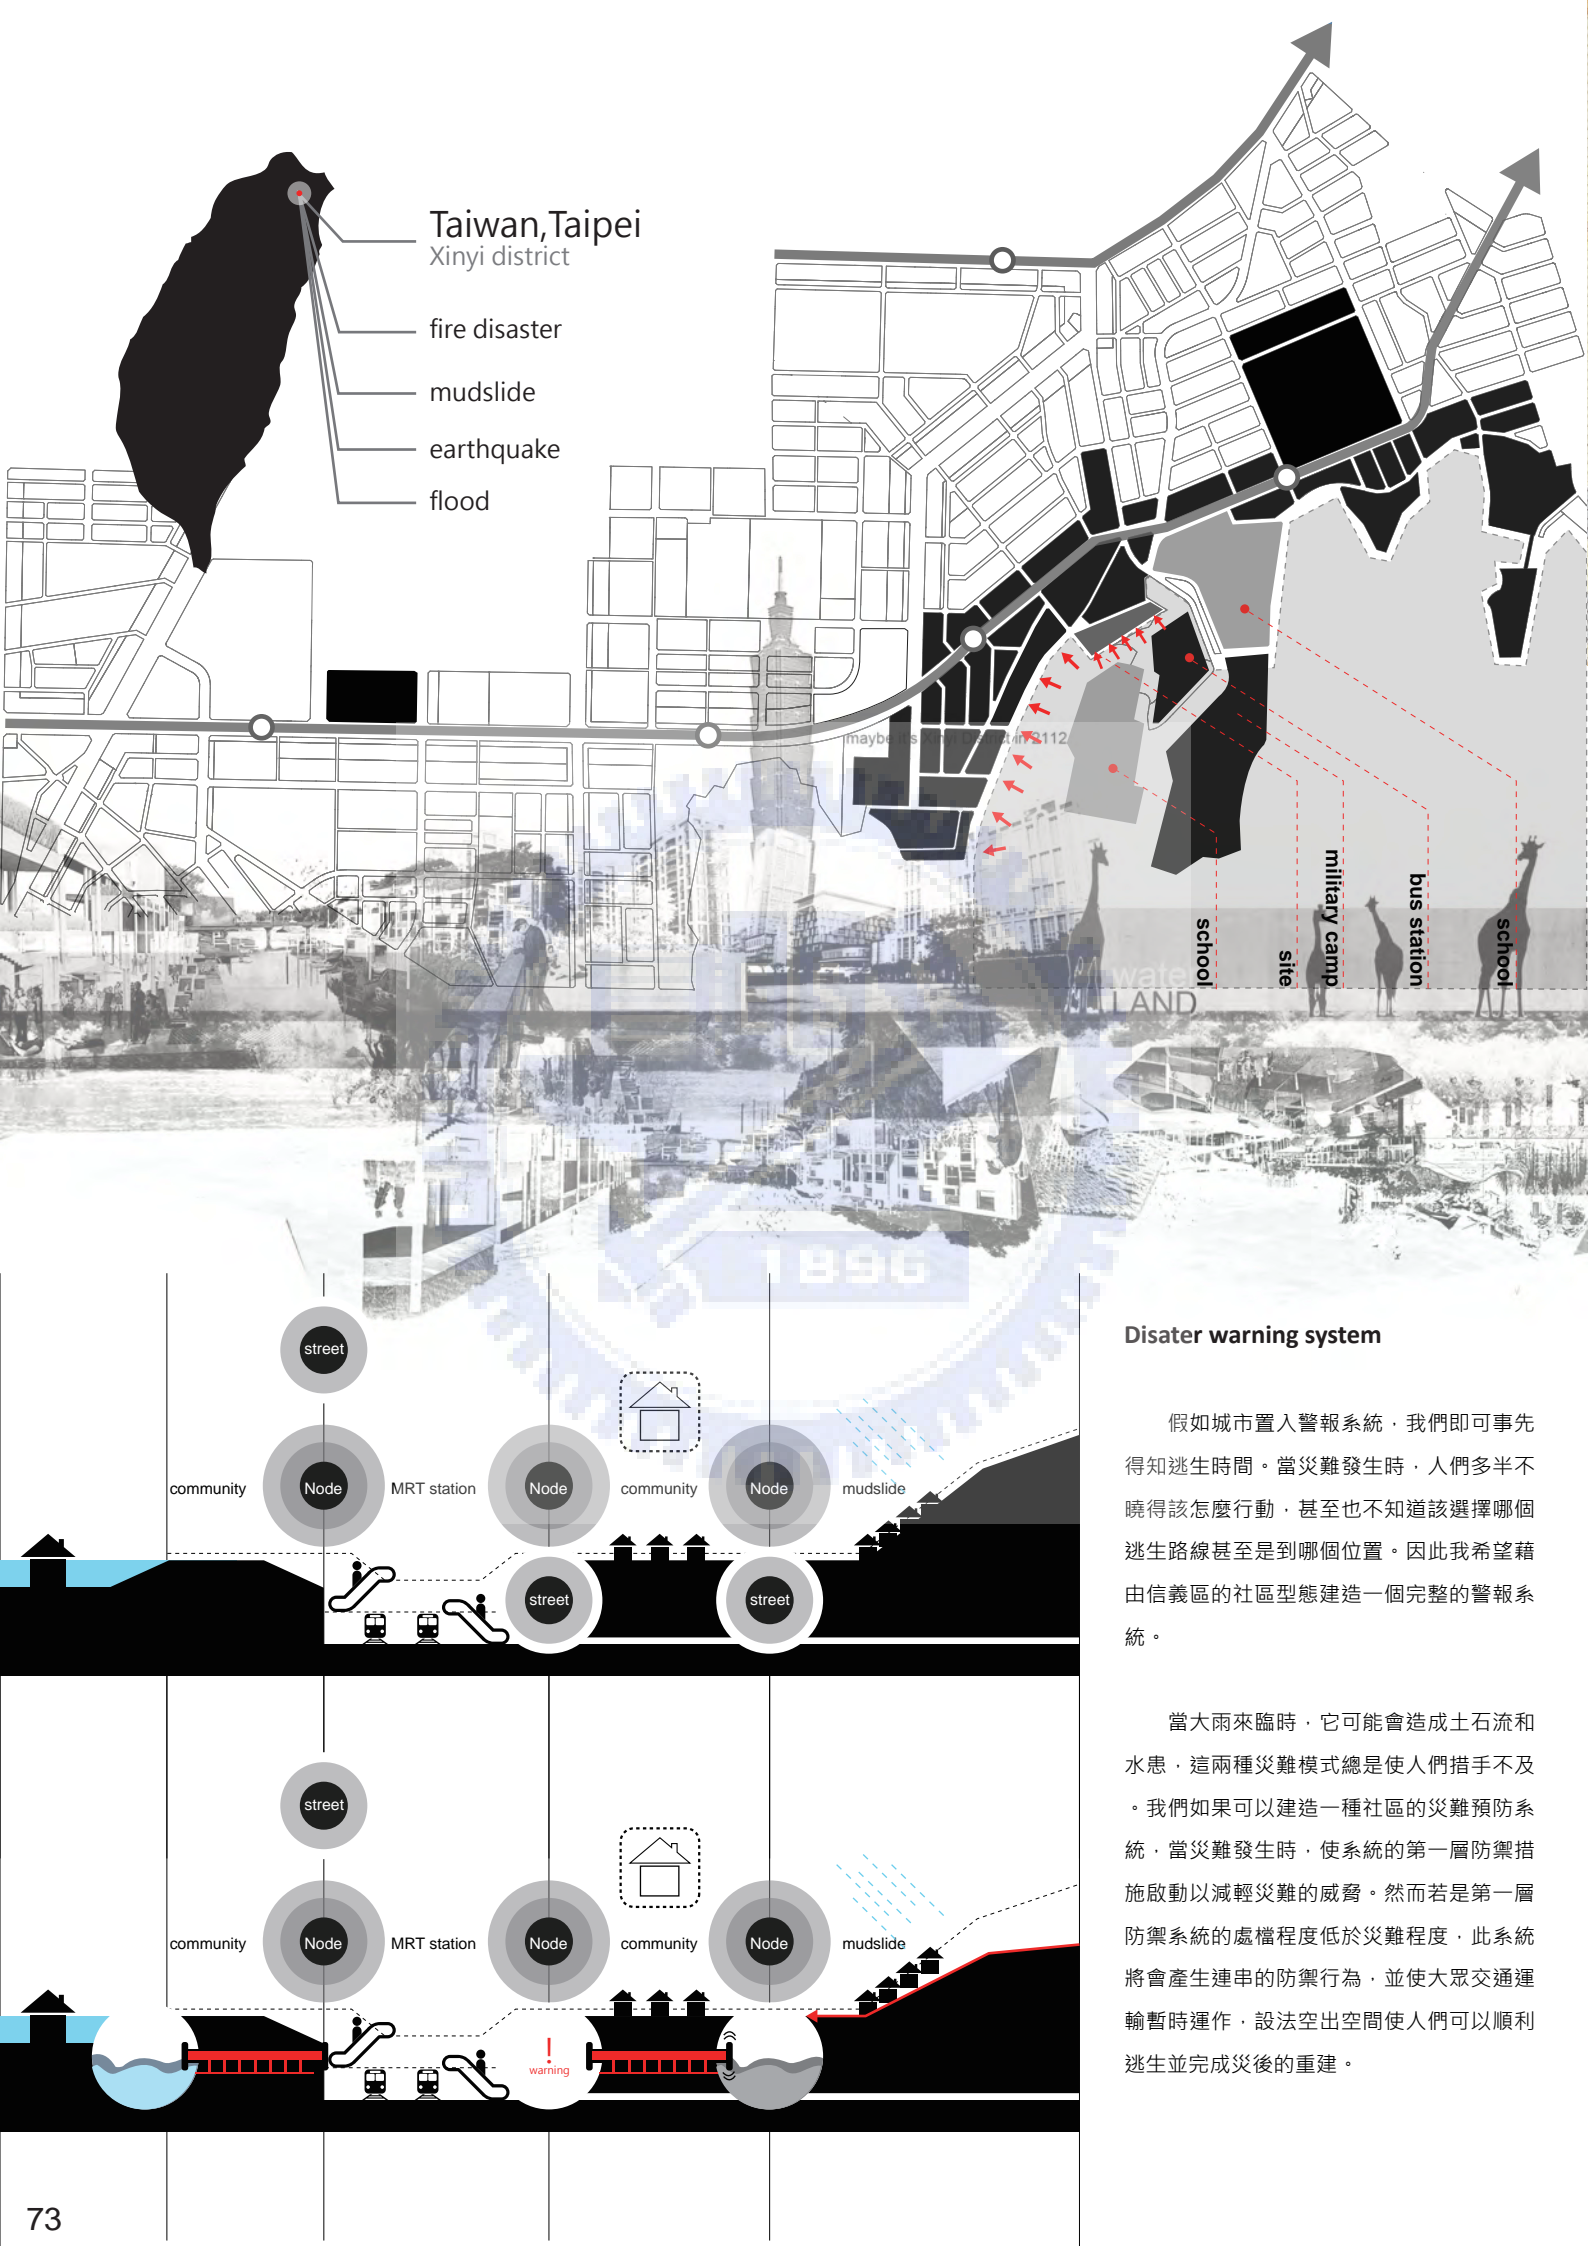 Taiwan,Taipei
Xinyi district
fire disaster
mudslide
earthquake
flood
maybe it's Xinyi District in 2112
school
site
military camp
bus station
school
water
LAND
1896
street
community
Node
MRT station
Node
community
Node
mudslide
street
street
street
community
Node
MRT station
Node
community
Node
mudslide
!
warning
Disater warning system
假如城市置入警報系統，我們即可事先
得知逃生時間。當災難發生時，人們多半不
曉得該怎麼行動，甚至也不知道該選擇哪個
逃生路線甚至是到哪個位置。因此我希望藉
由信義區的社區型態建造一個完整的警報系
統。
當大雨來臨時，它可能會造成土石流和
水患，這兩種災難模式總是使人們措手不及
。我們如果可以建造一種社區的災難預防系
統，當災難發生時，使系統的第一層防禦措
施啟動以減輕災難的威脅。然而若是第一層
防禦系統的處檔程度低於災難程度，此系統
將會產生連串的防禦行為，並使大眾交通運
輸暫時運作，設法空出空間使人們可以順利
逃生並完成災後的重建。
73